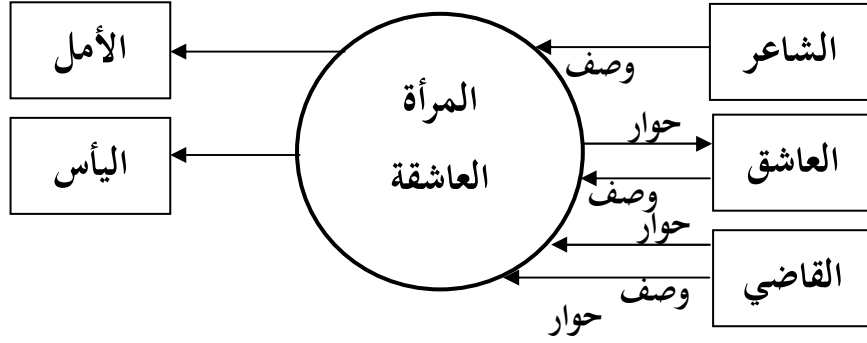 الشاعر
وصف
الأمل
المرأة
العاشقة
حوار
العاشق
وصف
اليأس
حوار
القاضي
وصف
حوار